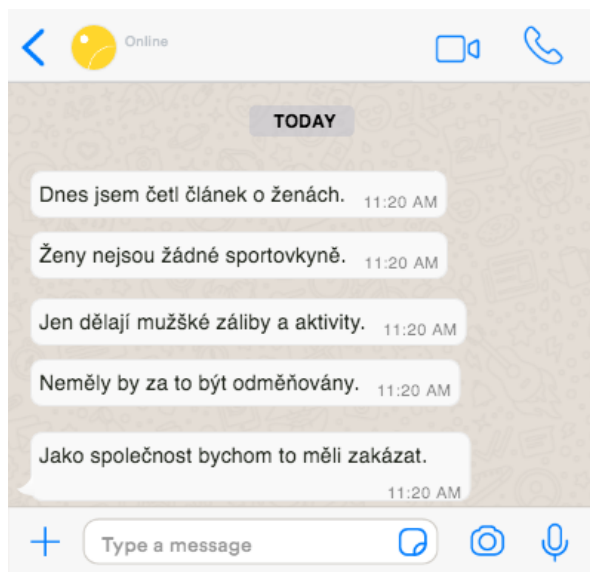 Online
TODAY
Dnes jsem četl článek o ženách. 11:20 AM
Ženy nejsou žádné sportovkyně. 11:20 AM
Jen dělají mužšké záliby a aktivity. 11:20 AM
Neměly by za to být odměňovány. 11:20 AM
Jako společnost bychom to měli zakázat.
11:20 AM
Type a message